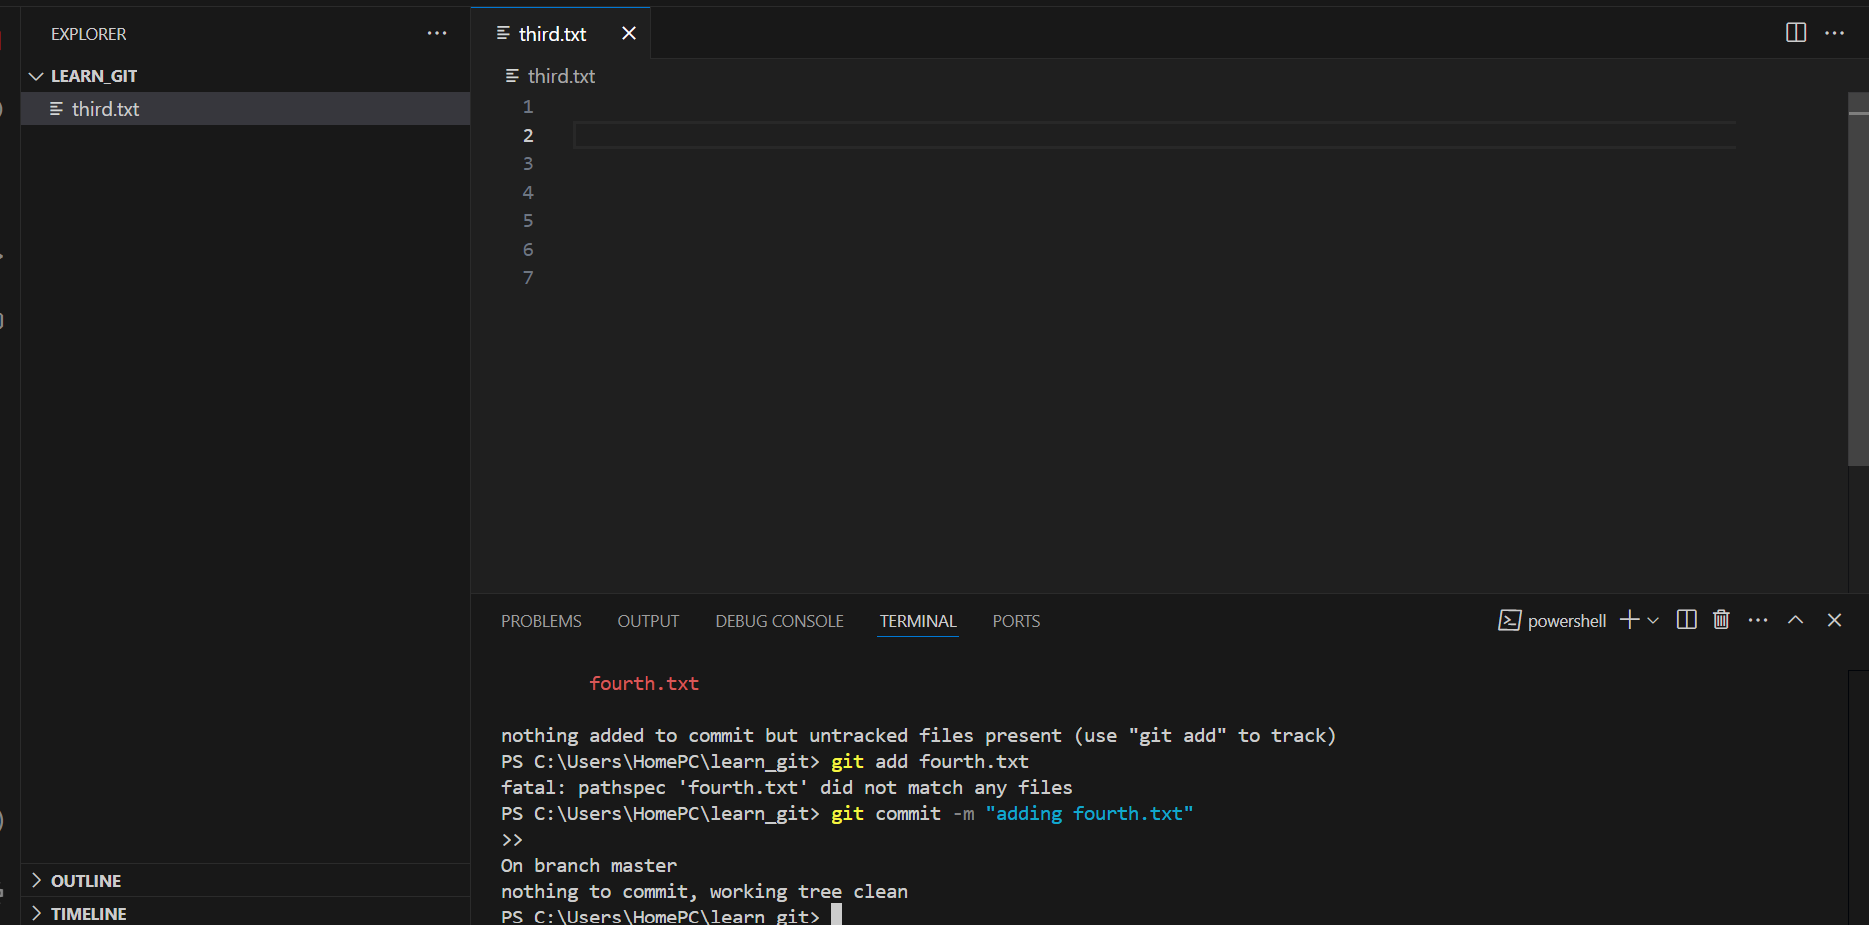 EXPLORER
LEARN_GIT
third.txt
third.txt
third.txt
1
2
3
4
5
6
7
PROBLEMS OUTPUT DEBUG CONSOLE TERMINAL PORTS powershell
fourth.txt
nothing added to commit but untracked files present (use "git add" to track)
PS C:\Users\HomePC\learn_git> git add fourth.txt
fatal: pathspec 'fourth.txt' did not match any files
PS C:\Users\HomePC\learn_git> git commit -m "adding fourth.txt"
>>
On branch master
nothing to commit, working tree clean
PS C:\Users\HomePC\learn_git>
OUTLINE
TIMELINE